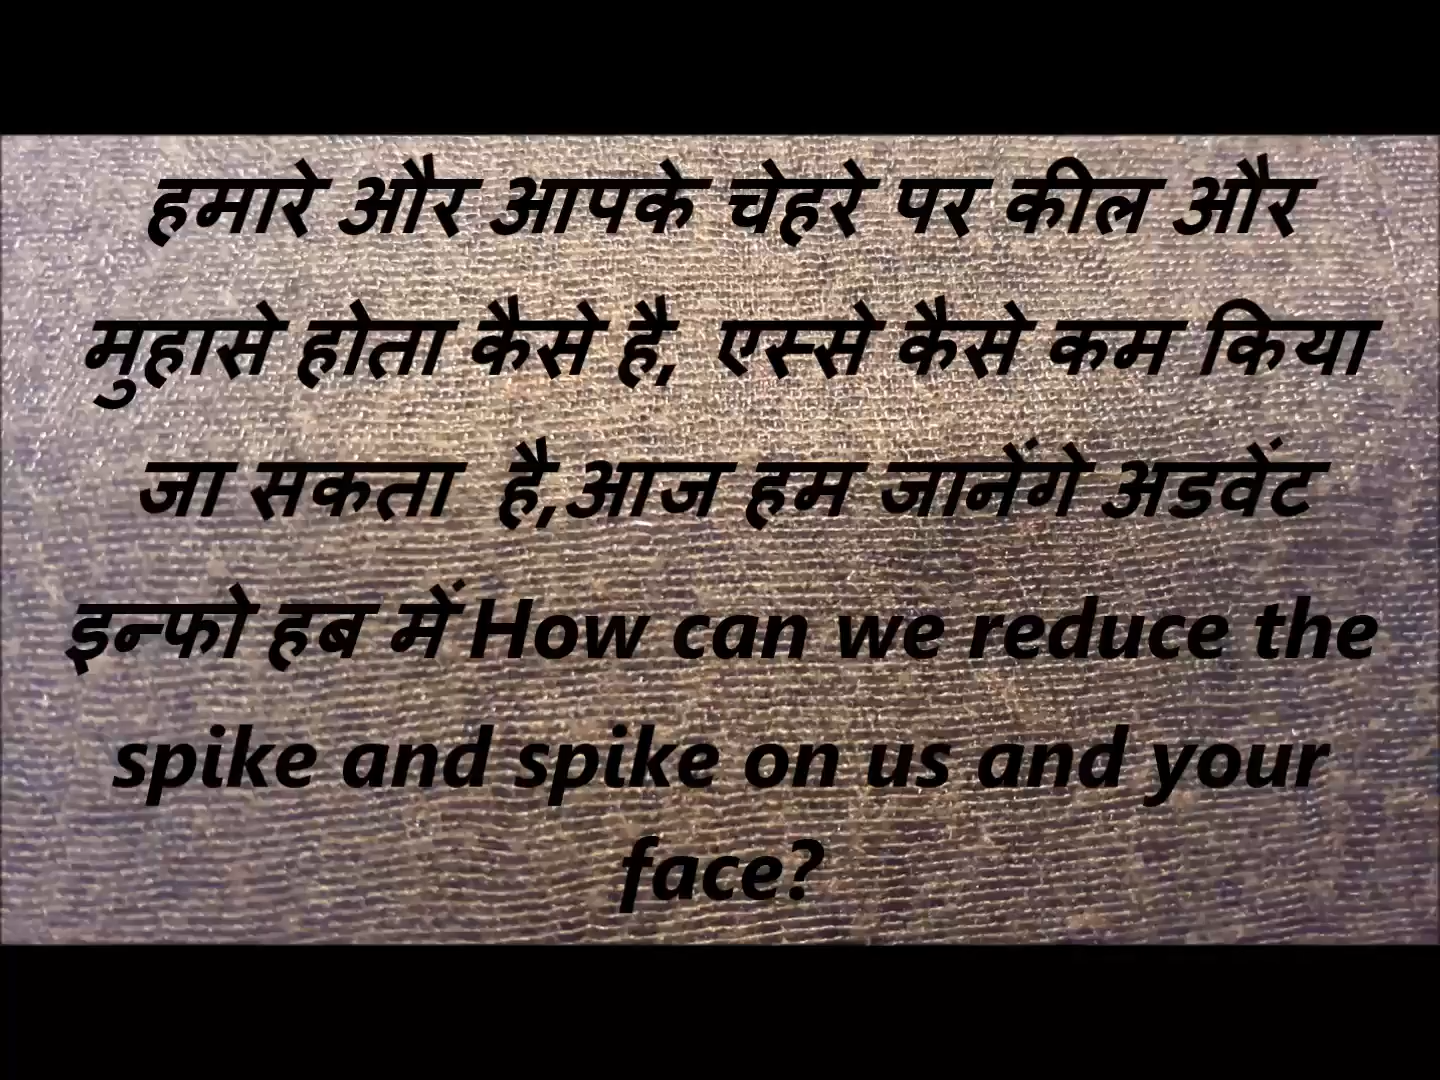 हमारे और आपके चेहरे पर कील और
मुहासे होता कैसे है, एस्से कैसे कम किया
जा सकता है,आज हम जानेंगे अडवेंट
इन्फो हब में How can we reduce the
spike and spike on us and your
face?